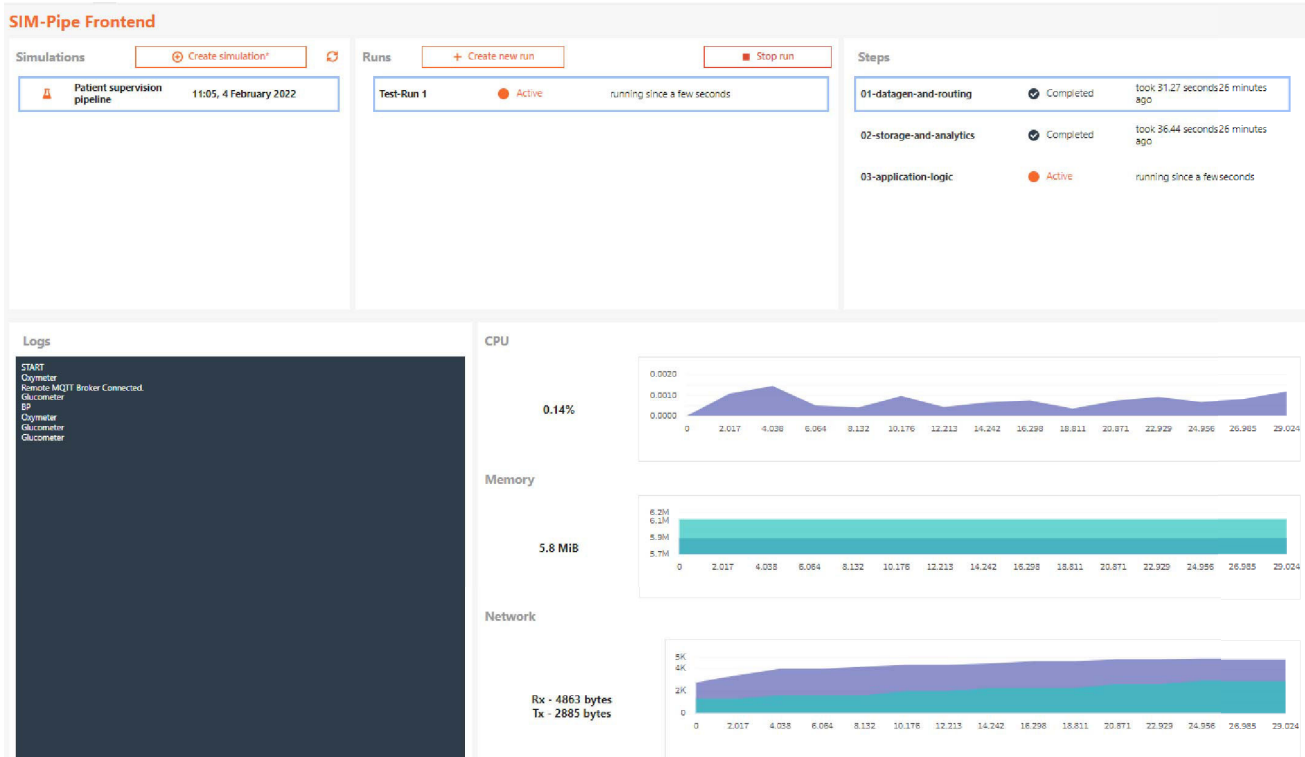 SIM-Pipe Frontend
Simulations
Create simulation*
Patient supervision
pipeline
11:05, 4 February 2022
Runs
+ Create new run
Stop run
Test-Run 1
Active
running since a few seconds
Steps
01-datagen-and-routing
Completed
took 31.27 seconds26 minutes
ago
02-storage-and-analytics
Completed
took 36.44 seconds26 minutes
ago
03-application-logic
Active
running since a few seconds
Logs
START
Oxymeter
Remote MQTT Broker Connected.
Glucometer
BP
Oxymeter
Glucometer
Glucometer
CPU
0.14%
0.0020
0.0010
0.0000
0 2.017 4.038 6.064 8.132 10.176 12.213 14.242 16.298 18.811 20.871 22.929 24.956 26.985 29.024
Memory
5.8 MiB
6.2M
6.1M
5.9M
5.7M
0 2.017 4.038 6.064 8.132 10.176 12.213 14.242 16.298 18.811 20.871 22.929 24.956 26.985 29.024
Network
Rx - 4863 bytes
Tx - 2885 bytes
5K
4K
2K
0
0 2.017 4.038 6.064 8.132 10.176 12.213 14.242 16.298 18.811 20.871 22.929 24.956 26.985 29.024